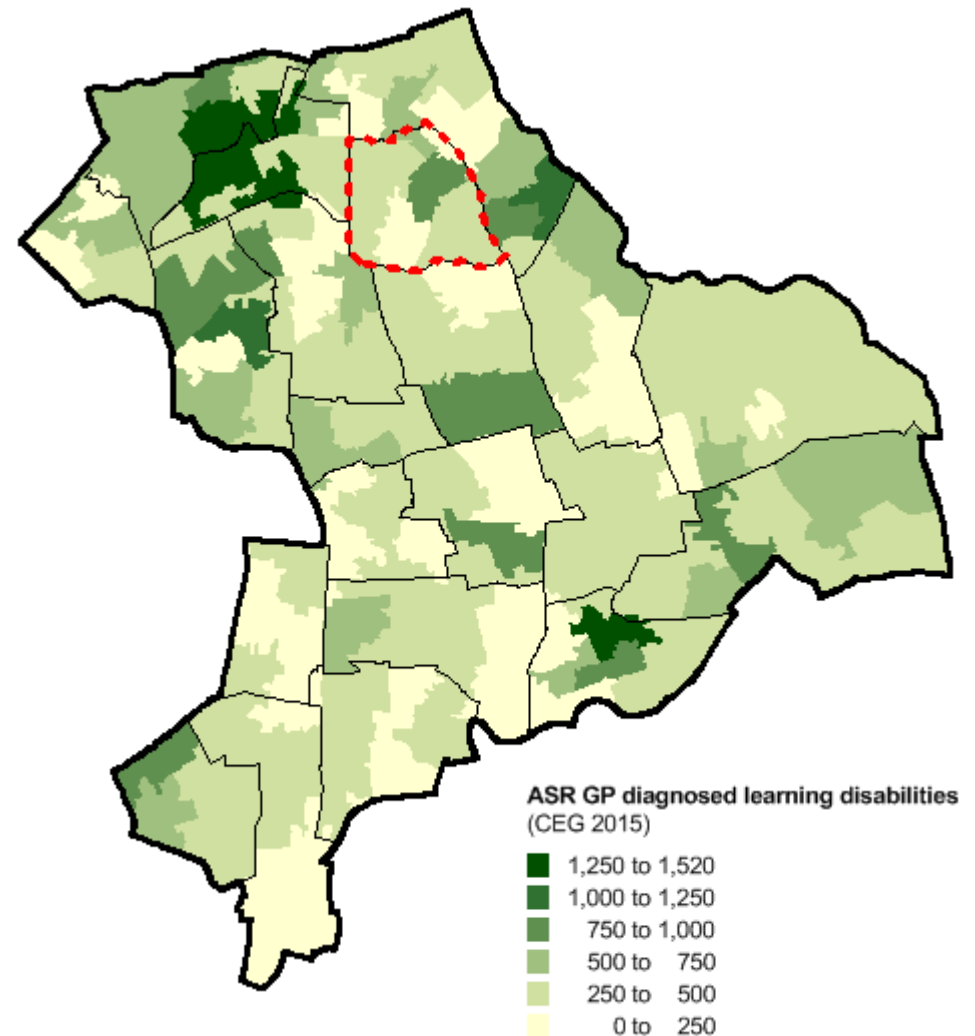 ASR GP diagnosed learning disabilities
(CEG 2015)
1,250 to 1,520
1,000 to 1,250
750 to 1,000
500 to 750
250 to 500
0 to 250